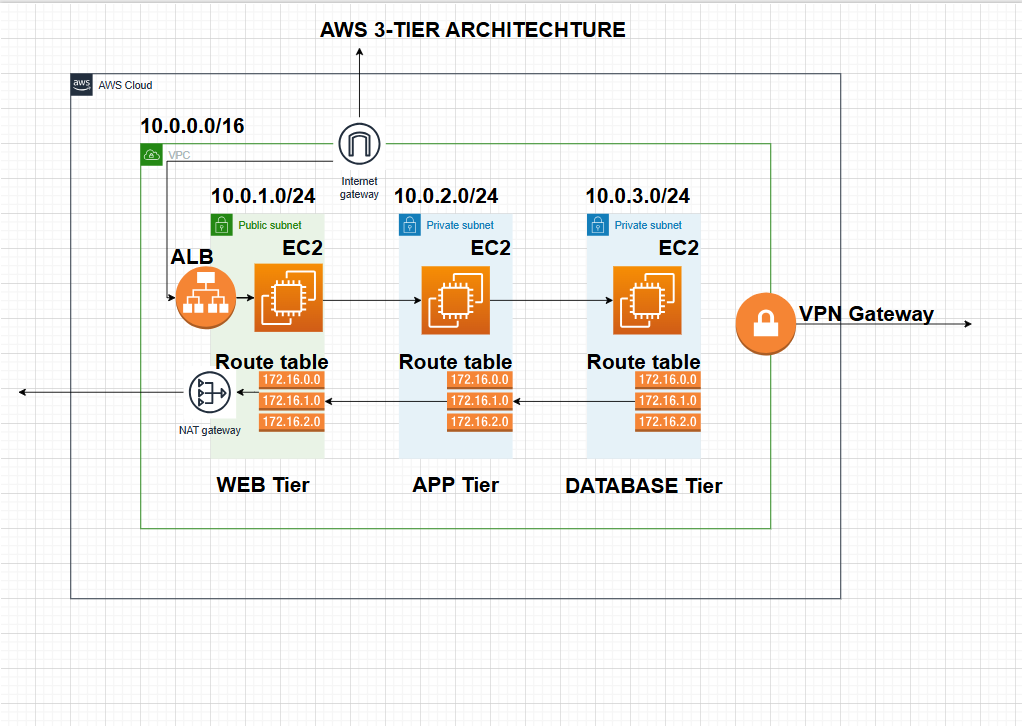 AWS 3-TIER ARCHITECHTURE
aws
AWS Cloud
10.0.0.0/16
VPC
Internet
gateway
10.0.1.0/24
10.0.2.0/24
10.0.3.0/24
Public subnet
Private subnet
Private subnet
EC2
EC2
EC2
ALB
VPN Gateway
Route table
Route table
Route table
172.16.0.0
172.16.0.0
172.16.0.0
172.16.1.0
172.16.1.0
172.16.1.0
172.16.2.0
172.16.2.0
172.16.2.0
NAT gateway
WEB Tier
APP Tier
DATABASE Tier